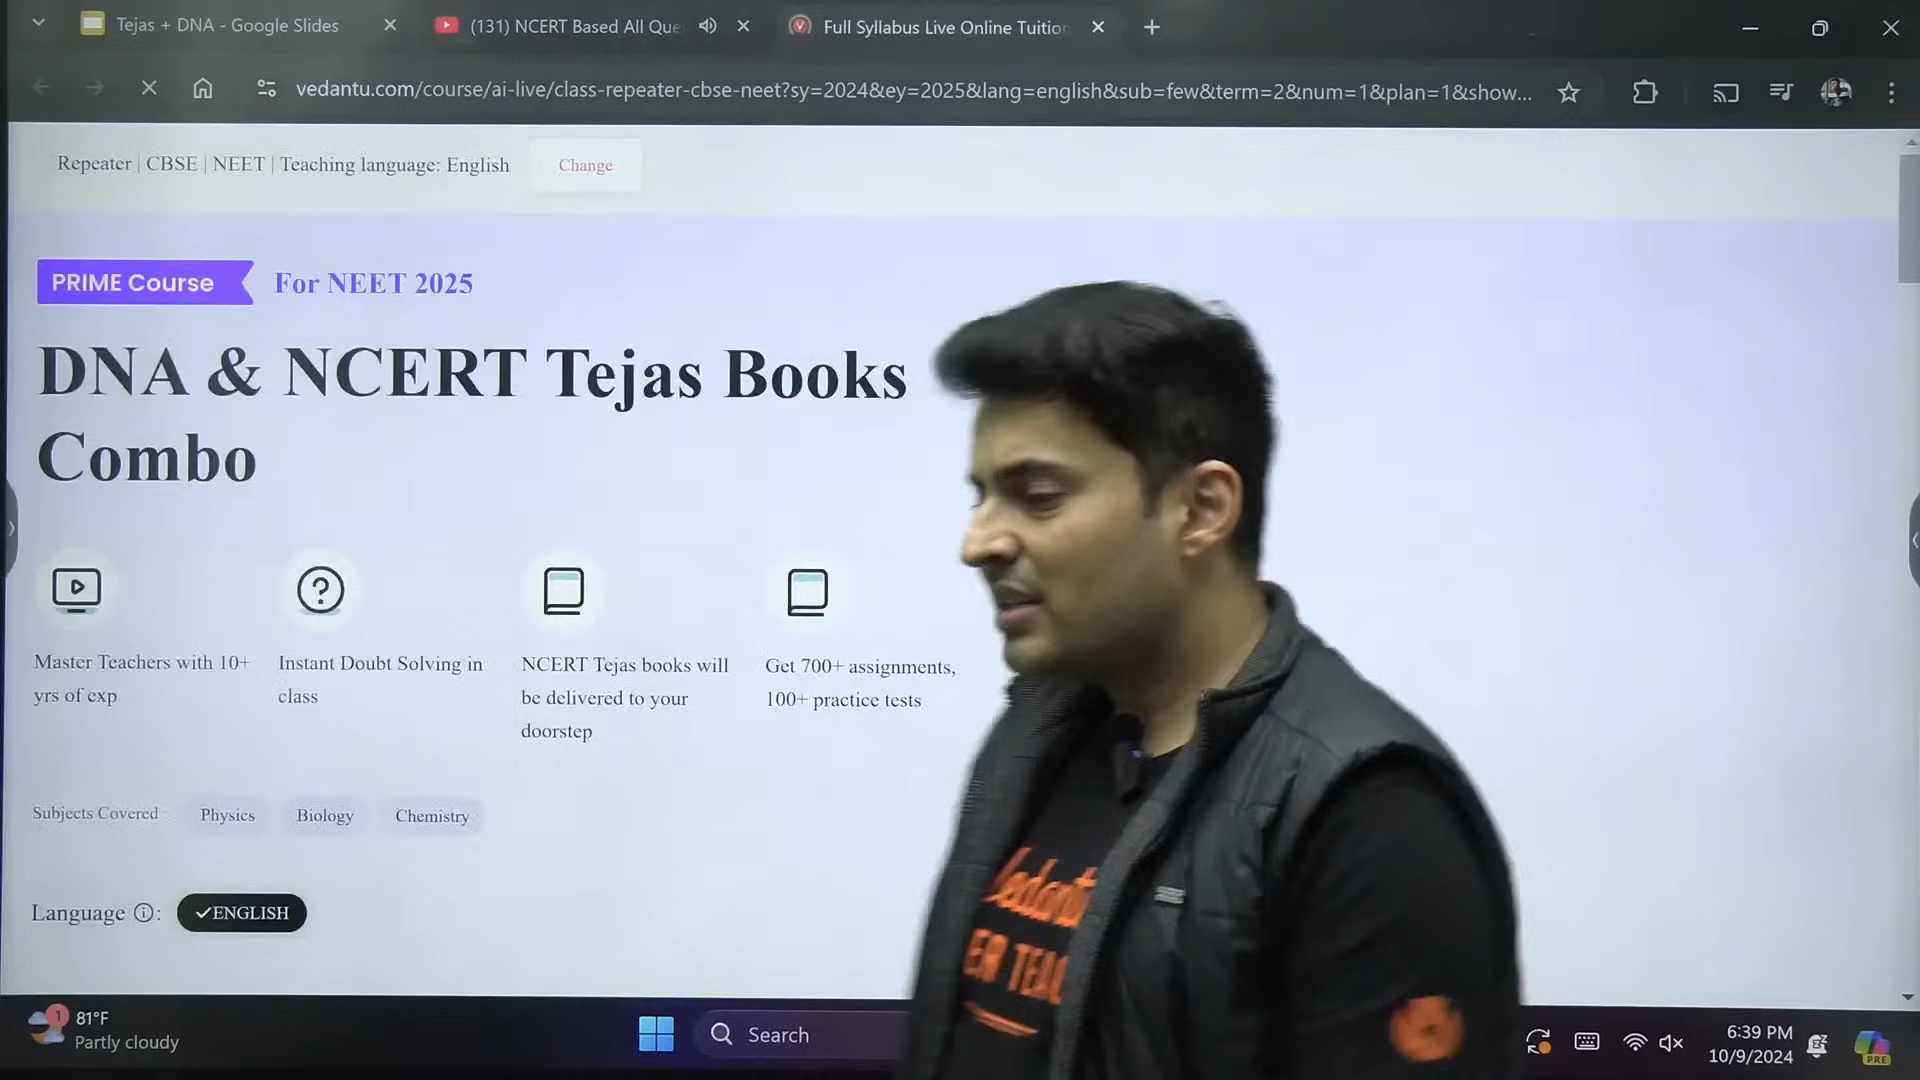 Tejas + DNA - Google Slides
(131) NCERT Based All Que
Full Syllabus Live Online Tuition
vedantu.com/course/ai-live/class-repeater-cbse-neet?sy=2024&ey=2025&lang=english&sub=few&term=2&num=1&plan=1&show...
Repeater | CBSE | NEET | Teaching language: English
Change
PRIME Course
For NEET 2025
DNA & NCERT Tejas Books
Combo
Master Teachers with 10+
yrs of exp
Instant Doubt Solving in
class
NCERT Tejas books will
be delivered to your
doorstep
Get 700+ assignments,
100+ practice tests
Subjects Covered :
Physics
Biology
Chemistry
Language ⓘ:
✓ENGLISH
1
81°F
Partly cloudy
Search
6:39 PM
10/9/2024
PRE